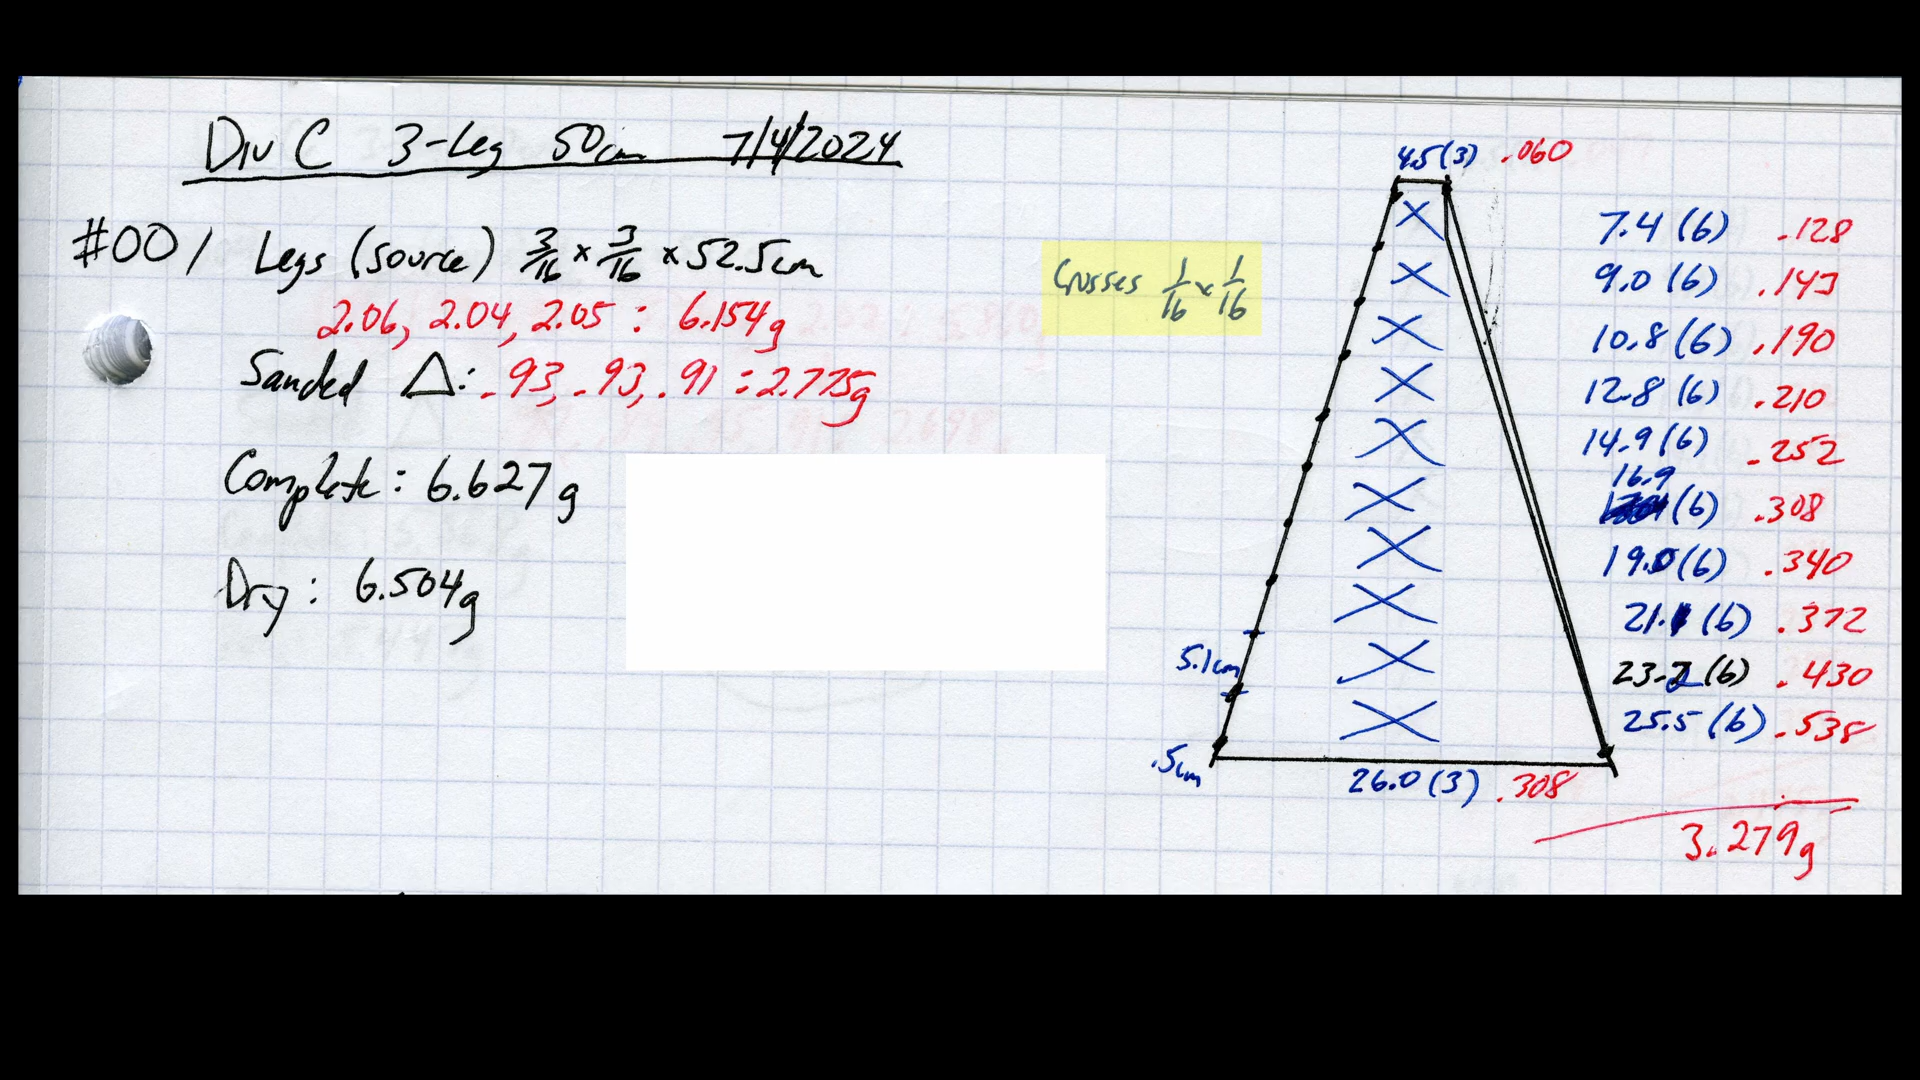 Div C 3-Leg 50cm 7/4/2024
#001 Legs (source) 3/16 x 3/16 x 52.5cm
2.06, 2.04, 2.05 : 6.154g
Sanded Δ: .93, .93, .91 = 2.775g
Complete: 6.627g
Dry: 6.504g
Crosses 1/16 x 1/16
4.5(3) .060
7.4 (6) .128
9.0 (6) .143
10.8 (6) .190
12.8 (6) .210
14.9 (6) .252
16.9
(6) .308
19.0 (6) .340
21.1 (6) .372
23.2 (6) .430
25.5 (6) .538
5.1cm
.5cm
26.0 (3) .308
3.279g